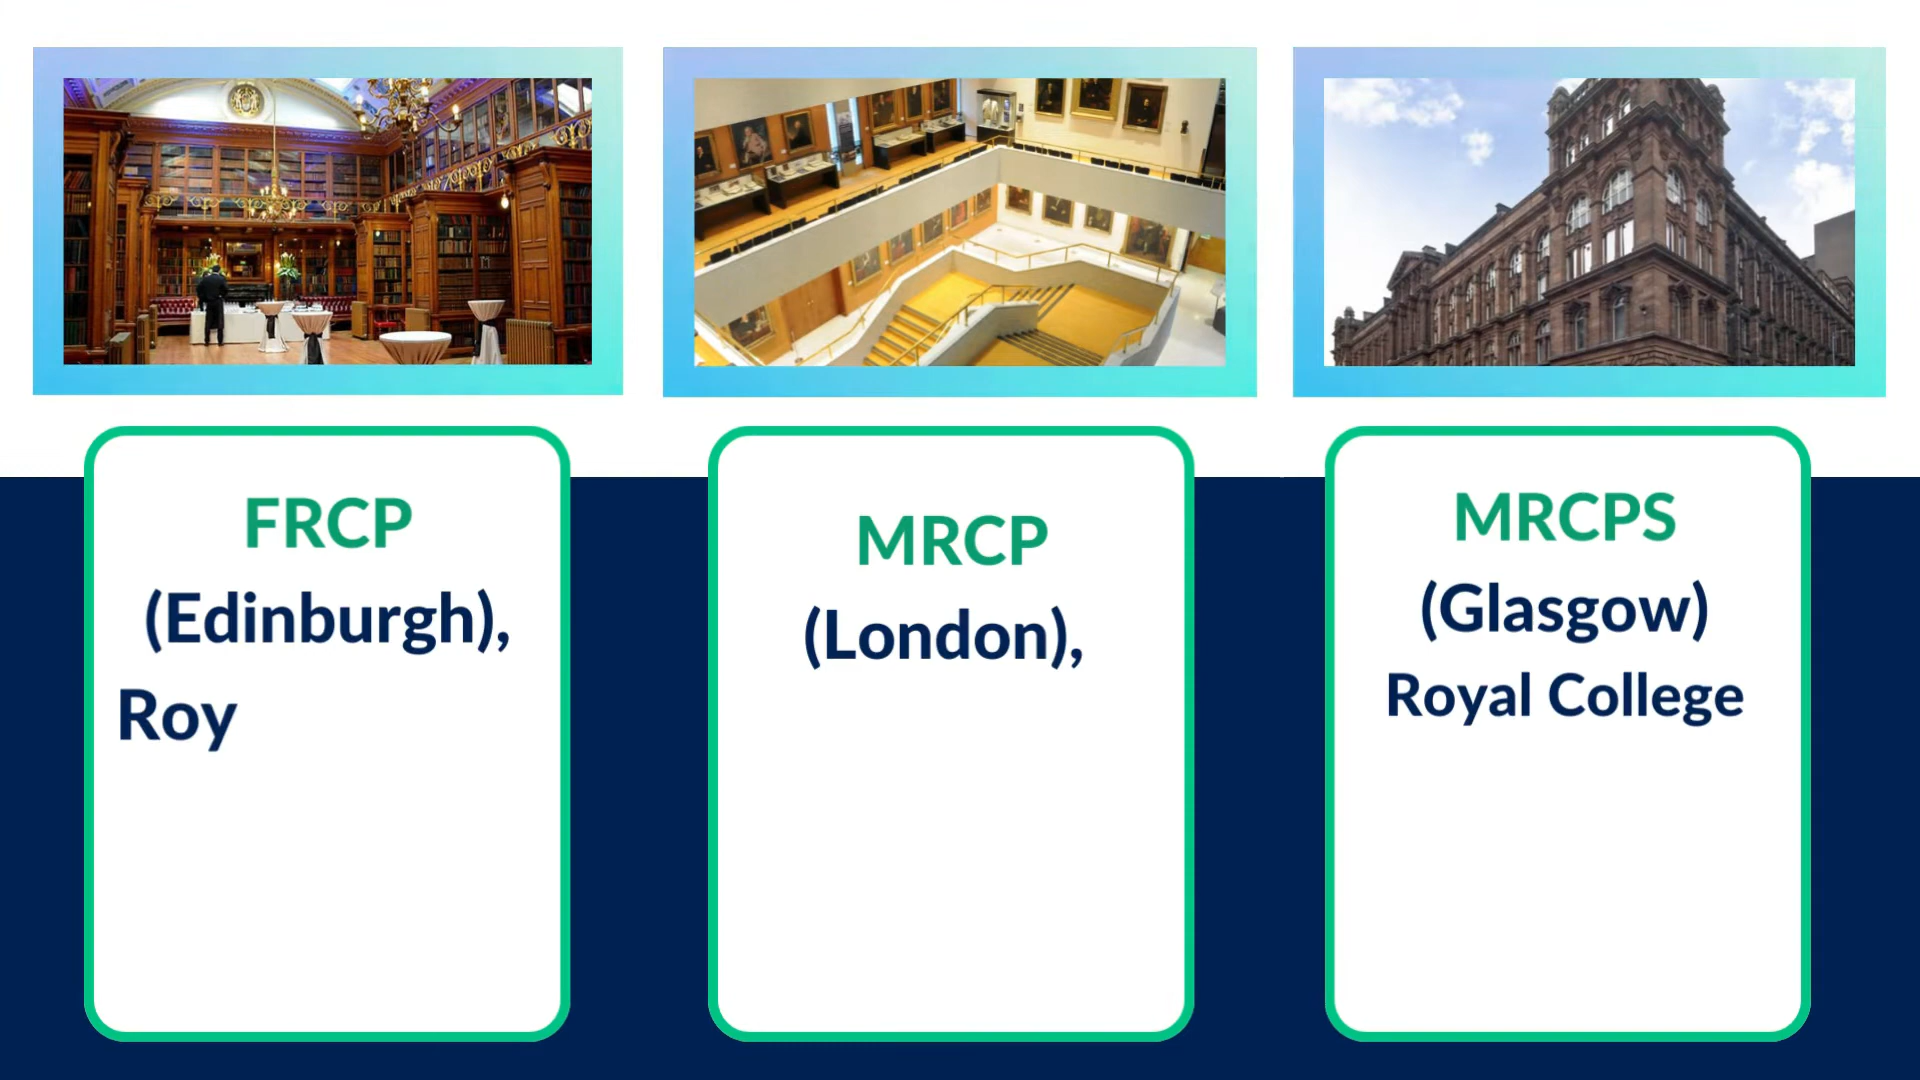 FRCP
(Edinburgh),
Roy
MRCP
(London),
MRCPS
(Glasgow)
Royal College